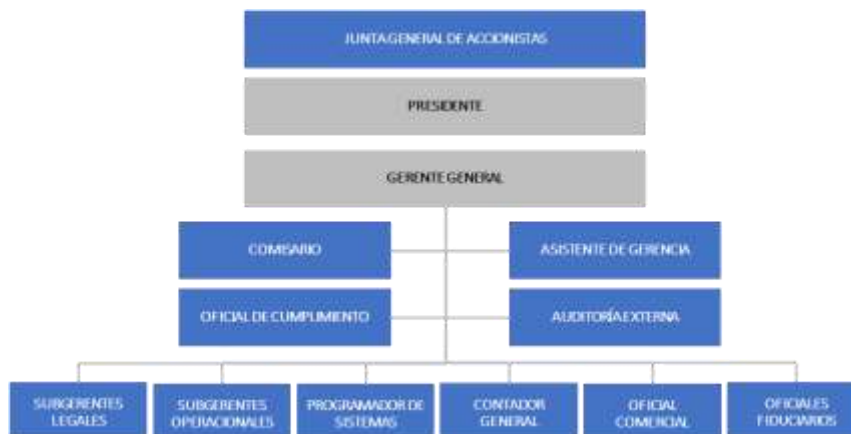 JUNTA GENERAL DE ACCIONISTAS
PRESIDENTE
GERENTE GENERAL
COMISARIO
ASISTENTE DE GERENCIA
OFICIAL DE CUMPLIMIENTO
AUDITORÍA EXTERNA
SUBGERENTES
LEGALES
SUBGERENTES
OPERACIONALES
PROGRAMADOR DE
SISTEMAS
CONTADOR
GENERAL
OFICIAL
COMERCIAL
OFICIALES
FIDUCIARIOS